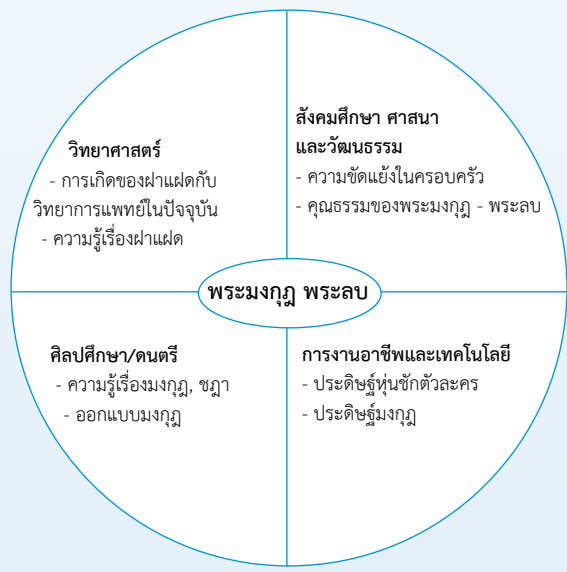 วิทยาศาสตร์
- การเกิดของฝาแฝดกับ
วิทยาการแพทย์ในปัจจุบัน
- ความรู้เรื่องฝาแฝด
สังคมศึกษา ศาสนา
และวัฒนธรรม
- ความขัดแย้งในครอบครัว
- คุณธรรมของพระมงกุฎ - พระลบ
พระมงกุฎ พระลบ
ศิลปศึกษา/ดนตรี
- ความรู้เรื่องมงกุฎ, ชฎา
- ออกแบบมงกุฎ
การงานอาชีพและเทคโนโลยี
- ประดิษฐ์หุ่นชักตัวละคร
- ประดิษฐ์มงกุฎ